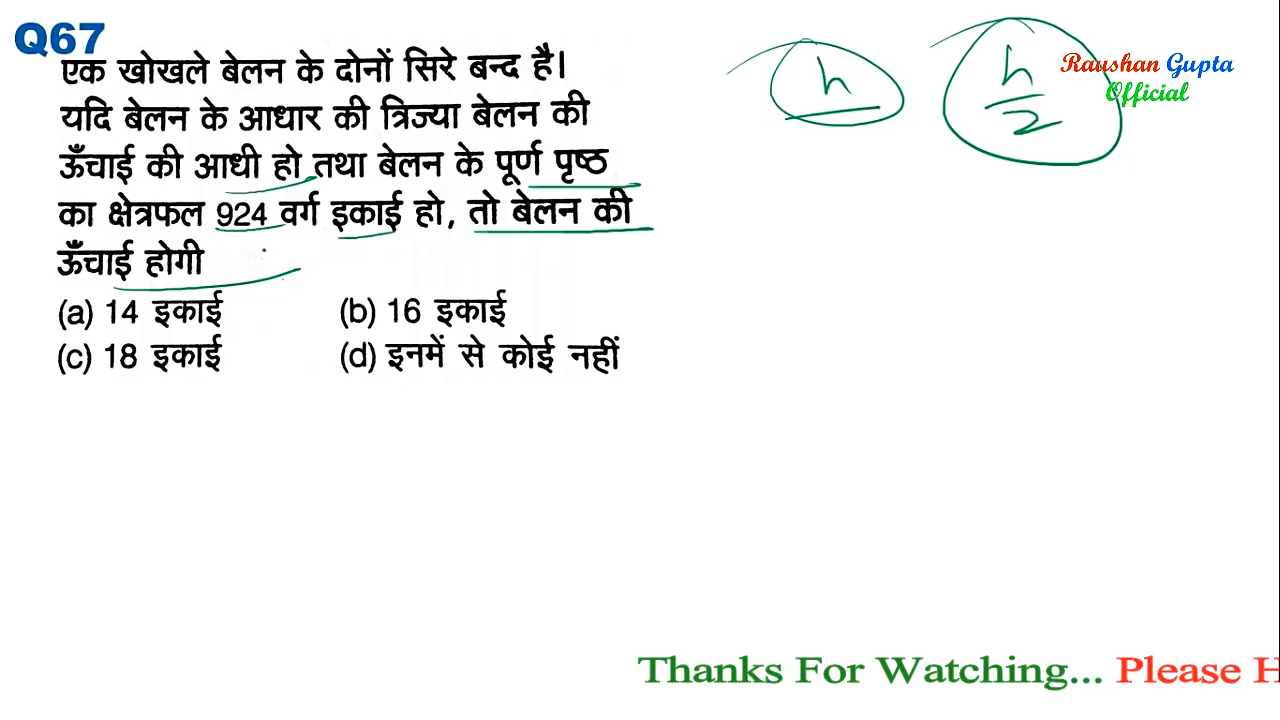 Q67
एक खोखले बेलन के दोनों सिरे बन्द है।
यदि बेलन के आधार की त्रिज्या बेलन की
ऊँचाई की आधी हो तथा बेलन के पूर्ण पृष्ठ
का क्षेत्रफल 924 वर्ग इकाई हो, तो बेलन की
ऊँचाई होगी
(a) 14 इकाई (b) 16 इकाई
(c) 18 इकाई (d) इनमें से कोई नहीं
h
h
2
Raushan Gupta
Official
Thanks For Watching... Please H